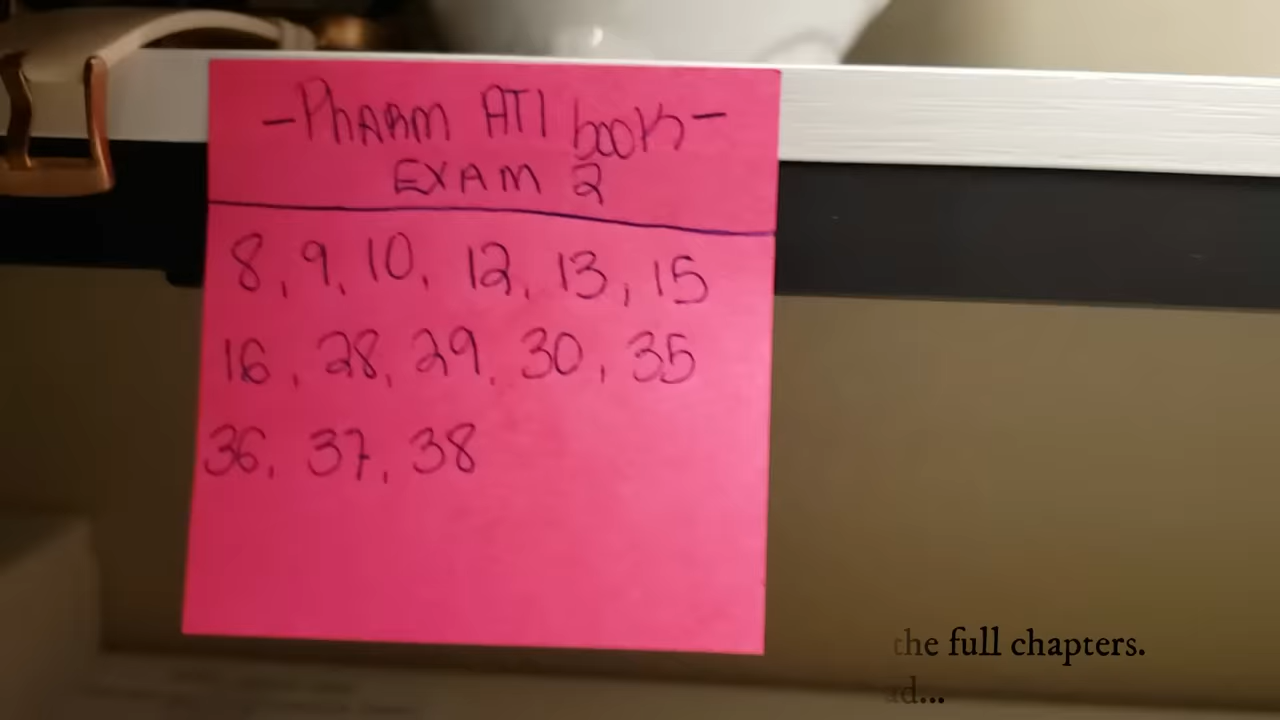 -PhARM ATI book-
EXAM 2
8, 9, 10, 12, 13, 15
16, 28, 29, 30, 35
36, 37, 38
the full chapters.